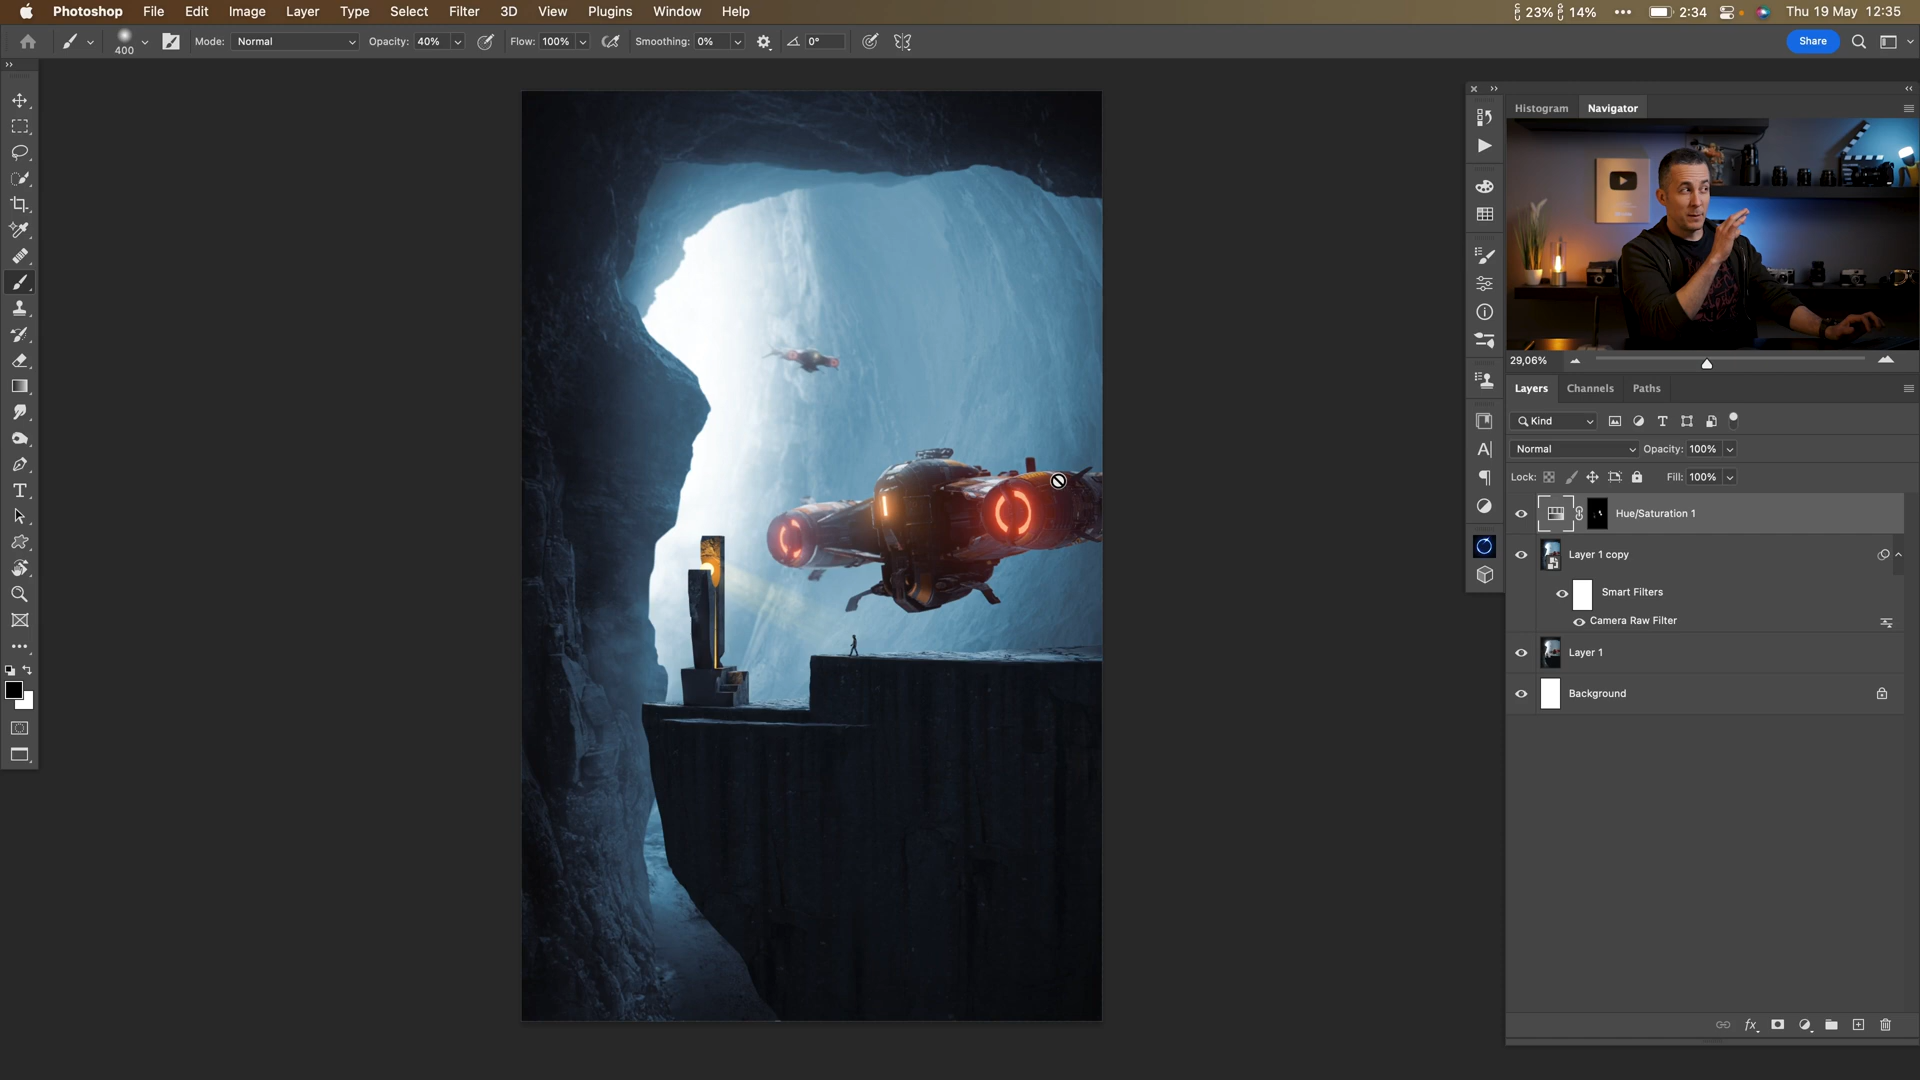 Photoshop File Edit Image Layer Type Select Filter 3D View Plugins Window Help 23% 14% 2:34 Thu 19 May 12:35
400 Mode: Normal Opacity: 40% Flow: 100% Smoothing: 0% 0° Share
Histogram Navigator
29,06%
Layers Channels Paths
Kind
Normal Opacity: 100%
Lock: Fill: 100%
Hue/Saturation 1
Layer 1 copy
Smart Filters
Camera Raw Filter
Layer 1
Background